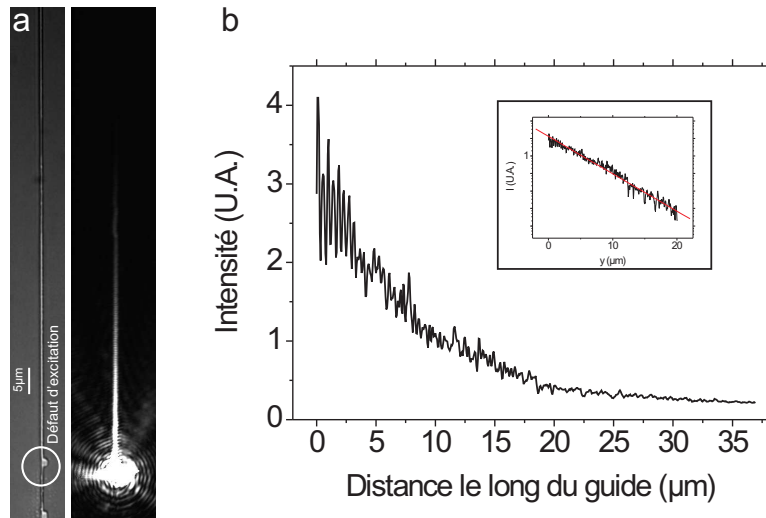 a
5µm
Défaut d'excitation
b
Intensité (U.A.)
4
3
2
1
0
0 5 10 15 20 25 30 35
Distance le long du guide (µm)
I (U.A.)
1
0 10 20
y (µm)